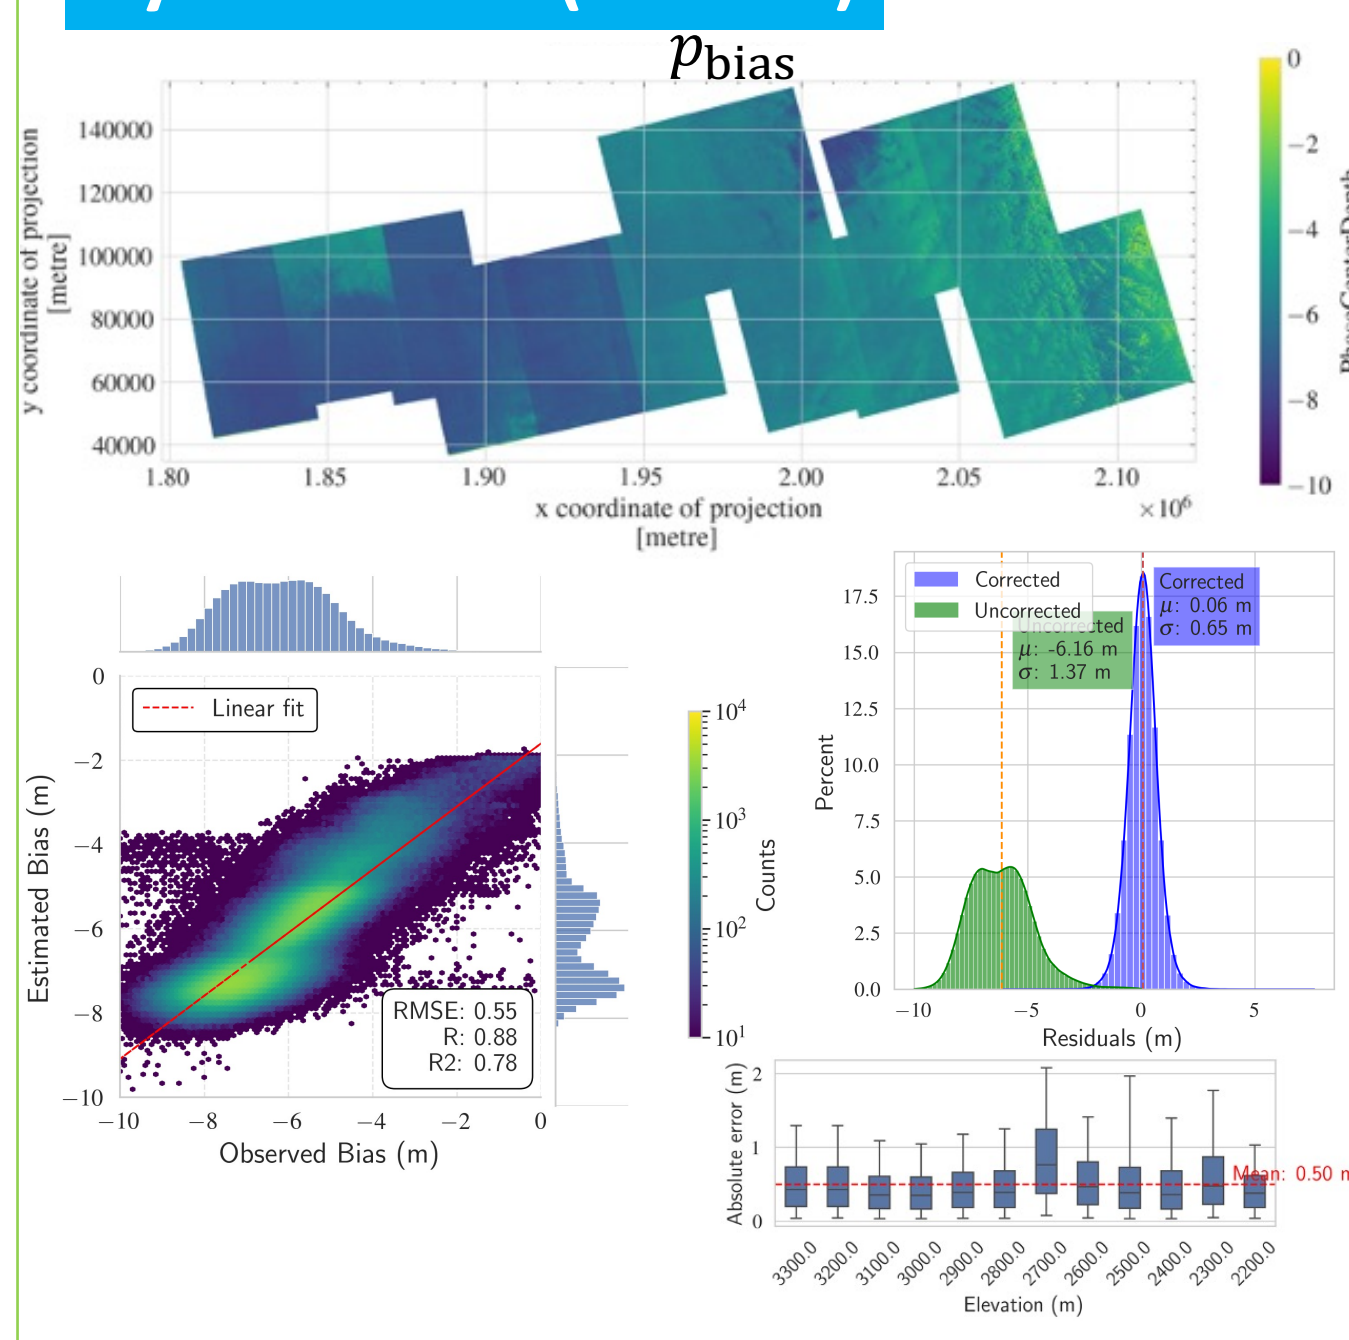 p_bias
140000
120000
100000
80000
60000
40000
y coordinate of projection
[metre]
1.80 1.85 1.90 1.95 2.00 2.05 2.10
×10⁶
x coordinate of projection
[metre]
0
−2
−4
−6
−8
−10
PhaseCenterDepth
0
−2
−4
−6
−8
−10
Estimated Bias (m)
Linear fit
RMSE: 0.55
R: 0.88
R2: 0.78
−10 −8 −6 −4 −2 0
Observed Bias (m)
10⁴
10³
10²
10¹
Counts
17.5
15.0
12.5
10.0
7.5
5.0
2.5
0.0
Percent
Corrected
Uncorrected
Uncorrected
μ: -6.16 m
σ: 1.37 m
Corrected
μ: 0.06 m
σ: 0.65 m
−10 −5 0 5
Residuals (m)
2
1
0
Absolute error (m)
Mean: 0.50 m
3300.0 3200.0 3100.0 3000.0 2900.0 2800.0 2700.0 2600.0 2500.0 2400.0 2300.0 2200.0
Elevation (m)